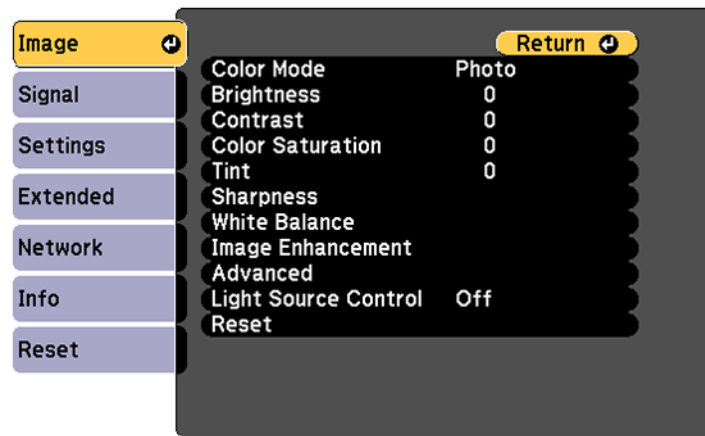 Image
Signal
Settings
Extended
Network
Info
Reset
Return
Color Mode Photo
Brightness 0
Contrast 0
Color Saturation 0
Tint 0
Sharpness
White Balance
Image Enhancement
Advanced
Light Source Control Off
Reset